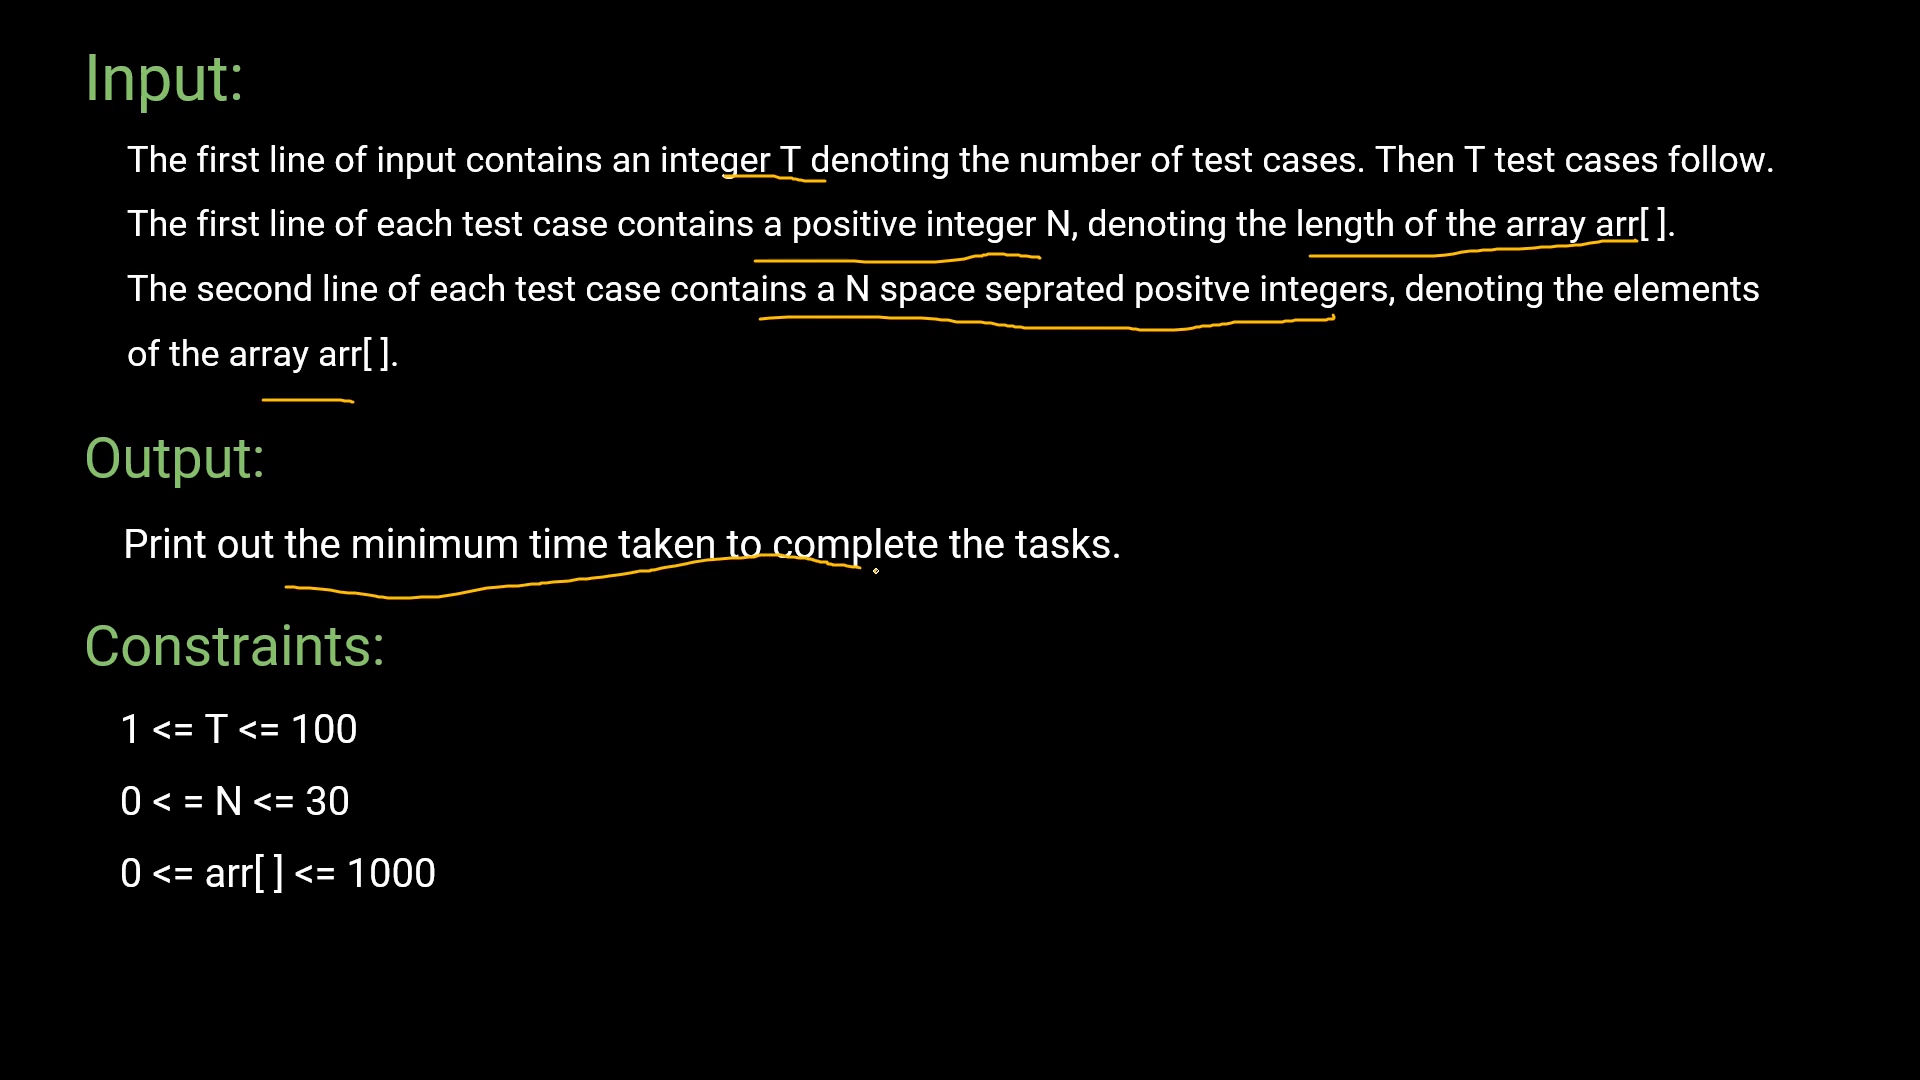 Input:
The first line of input contains an integer T denoting the number of test cases. Then T test cases follow.
The first line of each test case contains a positive integer N, denoting the length of the array arr[ ].
The second line of each test case contains a N space seprated positve integers, denoting the elements
of the array arr[ ].
Output:
Print out the minimum time taken to complete the tasks.
Constraints:
1 <= T <= 100
0 < = N <= 30
0 <= arr[ ] <= 1000